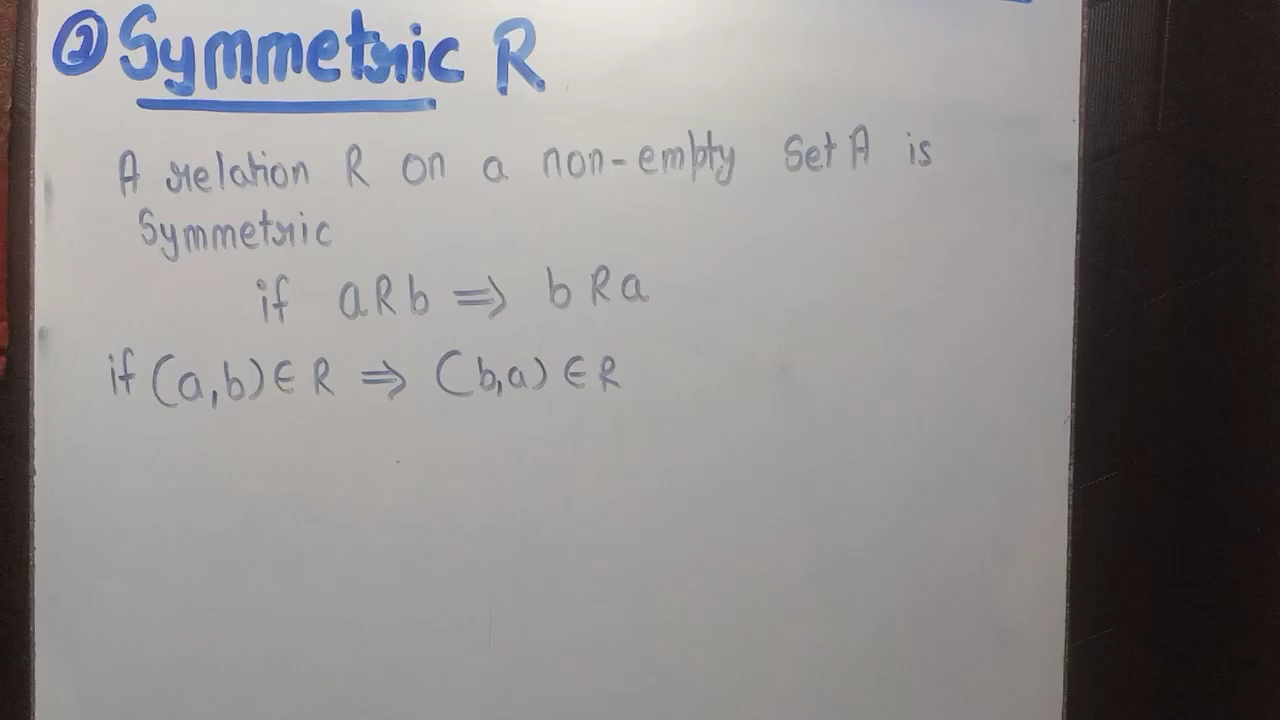 ② Symmetric R
A relation R on a non-empty Set A is
Symmetric
if aRb ⇒ bRa
if (a,b) ∈ R ⇒ (b,a) ∈ R